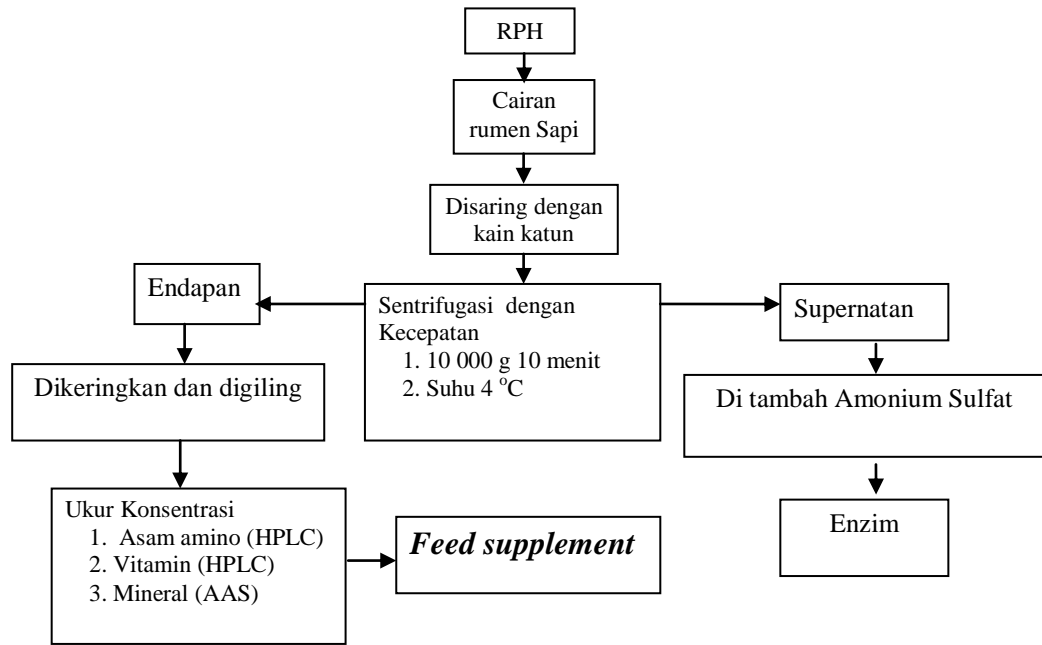 RPH
Cairan
rumen Sapi
Disaring dengan
kain katun
Endapan
Sentrifugasi dengan
Kecepatan
1. 10 000 g 10 menit
2. Suhu 4 °C
Supernatan
Dikeringkan dan digiling
Di tambah Amonium Sulfat
Ukur Konsentrasi
1. Asam amino (HPLC)
2. Vitamin (HPLC)
3. Mineral (AAS)
Feed supplement
Enzim